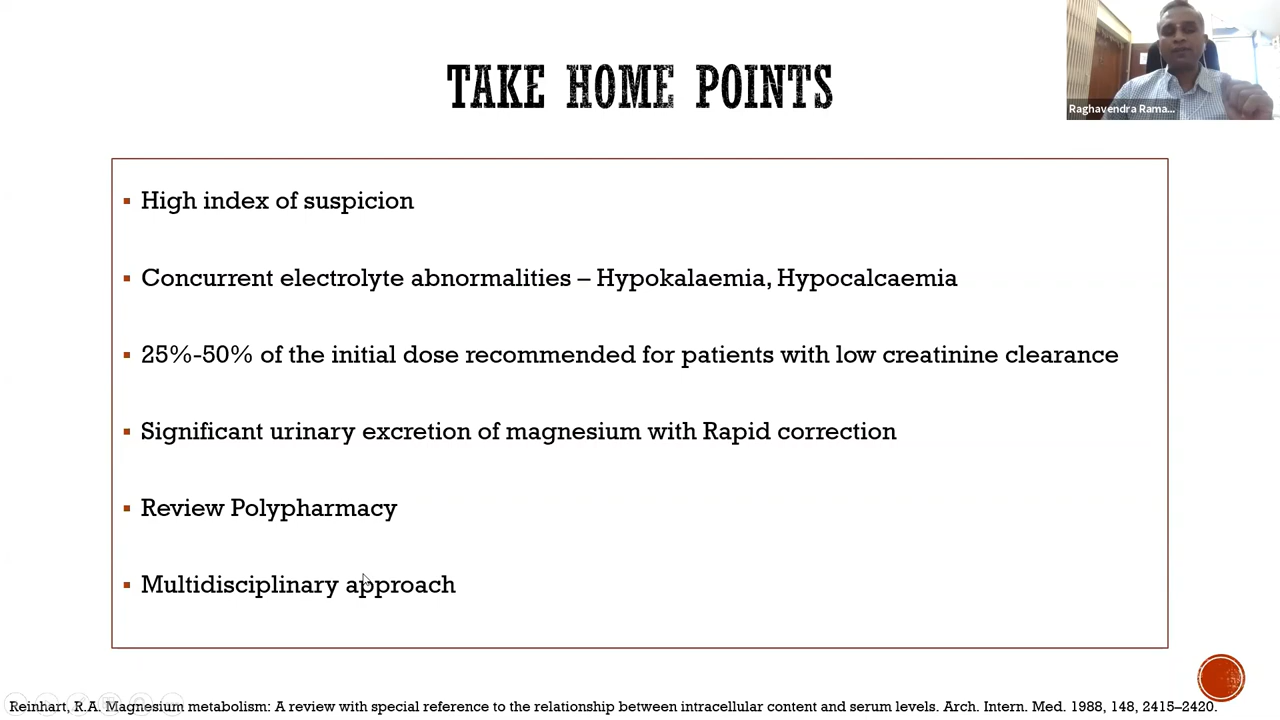 TAKE HOME POINTS
Raghavendra Rama...
High index of suspicion
Concurrent electrolyte abnormalities – Hypokalaemia, Hypocalcaemia
25%-50% of the initial dose recommended for patients with low creatinine clearance
Significant urinary excretion of magnesium with Rapid correction
Review Polypharmacy
Multidisciplinary approach
Reinhart, R.A. Magnesium metabolism: A review with special reference to the relationship between intracellular content and serum levels. Arch. Intern. Med. 1988, 148, 2415–2420.